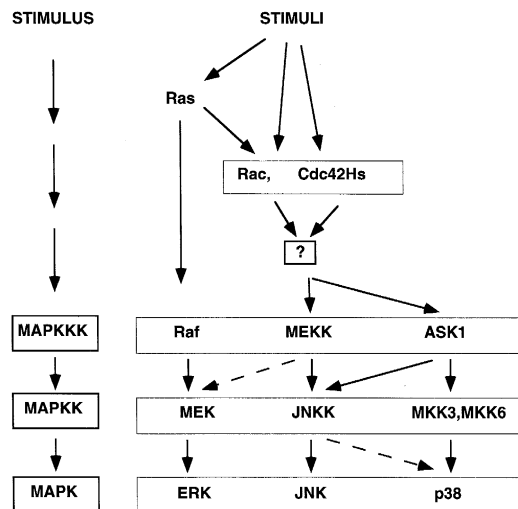 STIMULUS STIMULI
Ras
Rac, Cdc42Hs
?
MAPKKK Raf MEKK ASK1
MAPKK MEK JNKK MKK3,MKK6
MAPK ERK JNK p38